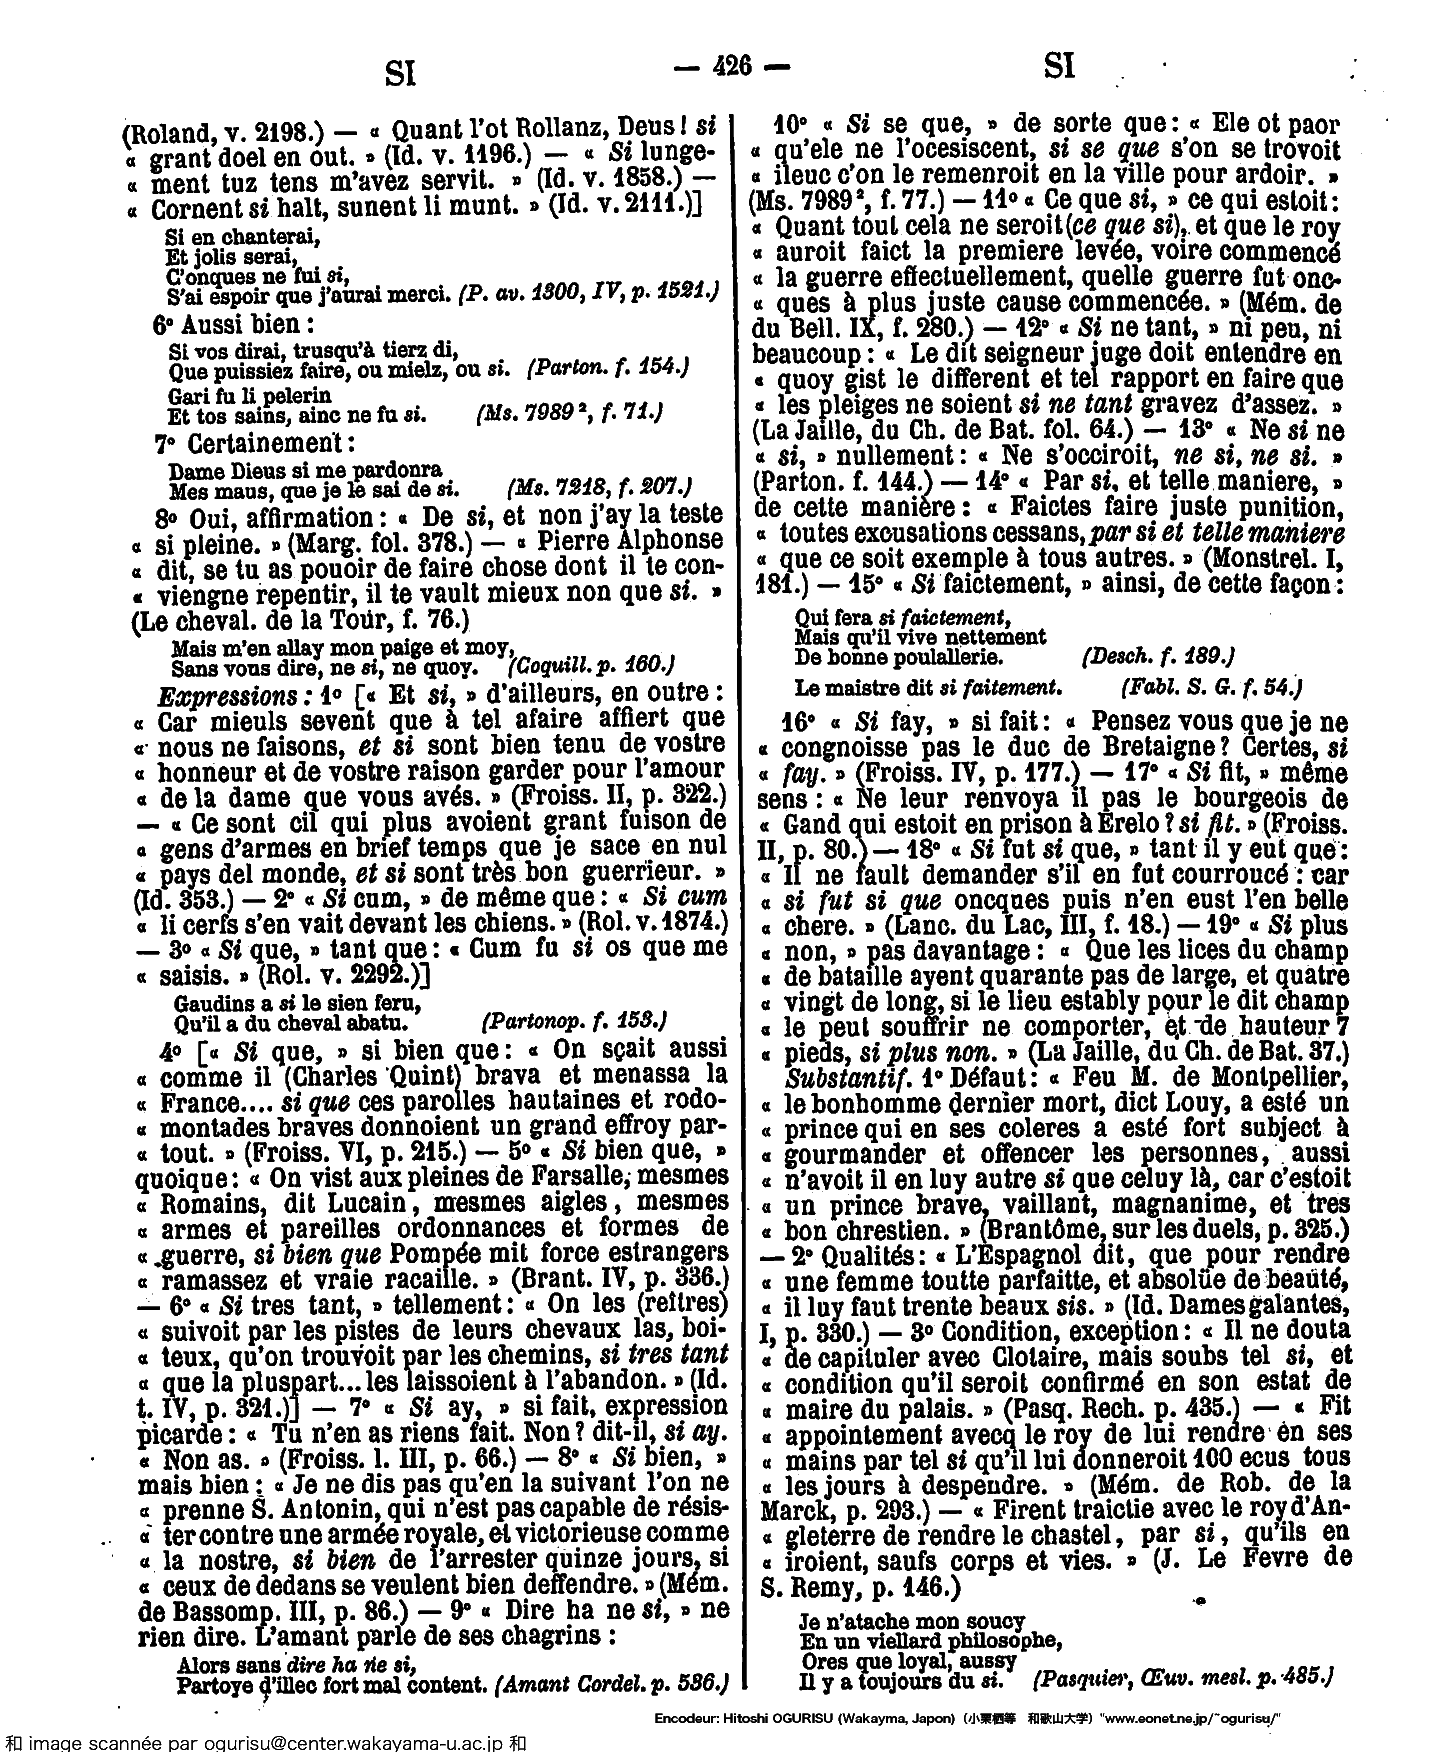 SI
— 426 —
SI
(Roland, v. 2198.) — « Quant l'ot Rollanz, Deus ! si
« grant doel en out. » (Id. v. 1196.) — « Si lunge-
« ment tuz tens m'avez servit. » (Id. v. 1858.) —
« Cornent si halt, sunent li munt. » (Id. v. 2111.)]
Si en chanterai,
Et jolis serai,
C'onques ne fui si,
S'ai espoir que j'aurai merci. (P. av. 1300, IV, p. 1521.)
6° Aussi bien :
Si vos dirai, trusqu'à tierz di,
Que puissiez faire, ou mielz, ou si. (Parton. f. 154.)
Gari fu li pelerin
Et tos sains, ainc ne fu si. (Ms. 7989², f. 71.)
7° Certainement :
Dame Dieus si me pardonra
Mes maus, que je le sai de si. (Ms. 7218, f. 207.)
8° Oui, affirmation : « De si, et non j'ay la teste
« si pleine. » (Marg. fol. 378.) — « Pierre Alphonse
« dit, se tu as pouoir de faire chose dont il te con-
« viengne repentir, il te vault mieux non que si. »
(Le cheval. de la Tour, f. 76.)
Mais m'en allay mon paige et moy,
Sans vous dire, ne si, ne quoy. (Coquill. p. 160.)
Expressions : 1° [« Et si, » d'ailleurs, en outre :
« Car mieuls sevent que à tel afaire affiert que
« nous ne faisons, et si sont bien tenu de vostre
« honneur et de vostre raison garder pour l'amour
« de la dame que vous avés. » (Froiss. II, p. 322.)
— « Ce sont cil qui plus avoient grant fuison de
« gens d'armes en brief temps que je sace en nul
« pays del monde, et si sont très bon guerrieur. »
(Id. 353.) — 2° « Si cum, » de même que : « Si cum
« li cerfs s'en vait devant les chiens. » (Rol. v. 1874.)
— 3° « Si que, » tant que : « Cum fu si os que me
« saisis. » (Rol. v. 2292.)]
Gaudins a si le sien feru,
Qu'il a du cheval abatu. (Partonop. f. 153.)
4° [« Si que, » si bien que : « On sçait aussi
« comme il (Charles Quint) brava et menassa la
« France.... si que ces parolles hautaines et rodo-
« montades braves donnoient un grand effroy par-
« tout. » (Froiss. VI, p. 215.) — 5° « Si bien que, »
quoique : « On vist aux pleines de Farsalle, mesmes
« Romains, dit Lucain, mesmes aigles, mesmes
« armes et pareilles ordonnances et formes de
« guerre, si bien que Pompée mit force estrangers
« ramassez et vraie racaille. » (Brant. IV, p. 336.)
— 6° « Si tres tant, » tellement : « On les (reîtres)
« suivoit par les pistes de leurs chevaux las, boi-
« teux, qu'on trouvoit par les chemins, si tres tant
« que la pluspart... les laissoient à l'abandon. » (Id.
t. IV, p. 321.)] — 7° « Si ay, » si fait, expression
picarde : « Tu n'en as riens fait. Non ? dit-il, si ay.
« Non as. » (Froiss. l. III, p. 66.) — 8° « Si bien, »
mais bien : « Je ne dis pas qu'en la suivant l'on ne
« prenne S. Antonin, qui n'est pas capable de résis-
« ter contre une armée royale, et victorieuse comme
« la nostre, si bien de l'arrester quinze jours, si
« ceux de dedans se veulent bien deffendre. » (Mém.
de Bassomp. III, p. 86.) — 9° « Dire ha ne si, » ne
rien dire. L'amant parle de ses chagrins :
Alors sans dire ha ne si,
Partoye d'illec fort mal content. (Amant Cordel. p. 536.)
10° « Si se que, » de sorte que : « Ele ot paor
« qu'ele ne l'ocesiscent, si se que s'on se trovoit
« ileuc c'on le remenroit en la ville pour ardoir. »
(Ms. 7989², f. 77.) — 11° « Ce que si, » ce qui estoit :
« Quant tout cela ne seroit (ce que si), et que le roy
« auroit faict la premiere levée, voire commencé
« la guerre effectuellement, quelle guerre fut onc-
« ques à plus juste cause commencée. » (Mém. de
du Bell. IX, f. 280.) — 12° « Si ne tant, » ni peu, ni
beaucoup : « Le dit seigneur juge doit entendre en
« quoy gist le different et tel rapport en faire que
« les pleiges ne soient si ne tant gravez d'assez. »
(La Jaille, du Ch. de Bat. fol. 64.) — 13° « Ne si ne
« si, » nullement : « Ne s'occiroit, ne si, ne si. »
(Parton. f. 144.) — 14° « Par si, et telle maniere, »
de cette manière : « Faictes faire juste punition,
« toutes excusations cessans, par si et telle maniere
« que ce soit exemple à tous autres. » (Monstrel. I,
181.) — 15° « Si faictement, » ainsi, de cette façon :
Qui fera si faictement,
Mais qu'il vive nettement
De bonne poulallerie. (Desch. f. 189.)
Le maistre dit si faitement. (Fabl. S. G. f. 54.)
16° « Si fay, » si fait : « Pensez vous que je ne
« congnoisse pas le duc de Bretaigne ? Certes, si
« fay. » (Froiss. IV, p. 177.) — 17° « Si fit, » même
sens : « Ne leur renvoya il pas le bourgeois de
« Gand qui estoit en prison à Erelo ? si fit. » (Froiss.
II, p. 80.) — 18° « Si fut si que, » tant il y eut que :
« Il ne fault demander s'il en fut courroucé : car
« si fut si que oncques puis n'en eust l'en belle
« chere. » (Lanc. du Lac, III, f. 18.) — 19° « Si plus
« non, » pas davantage : « Que les lices du champ
« de bataille ayent quarante pas de large, et quatre
« vingt de long, si le lieu estably pour le dit champ
« le peut souffrir ne comporter, et de hauteur 7
« pieds, si plus non. » (La Jaille, du Ch. de Bat. 37.)
Substantif. 1° Défaut : « Feu M. de Montpellier,
« le bonhomme dernier mort, dict Louy, a esté un
« prince qui en ses coleres a esté fort subject à
« gourmander et offencer les personnes, aussi
« n'avoit il en luy autre si que celuy là, car c'estoit
« un prince brave, vaillant, magnanime, et tres
« bon chrestien. » (Brantôme, sur les duels, p. 325.)
— 2° Qualités : « L'Espagnol dit, que pour rendre
« une femme toutte parfaitte, et absolüe de beauté,
« il luy faut trente beaux sis. » (Id. Dames galantes,
I, p. 330.) — 3° Condition, exception : « Il ne douta
« de capituler avec Clotaire, mais soubs tel si, et
« condition qu'il seroit confirmé en son estat de
« maire du palais. » (Pasq. Rech. p. 435.) — « Fit
« appointement avecq le roy de lui rendre en ses
« mains par tel si qu'il lui donneroit 100 ecus tous
« les jours à despendre. » (Mém. de Rob. de la
Marck, p. 293.) — « Firent traictie avec le roy d'An-
« gleterre de rendre le chastel, par si, qu'ils en
« iroient, saufs corps et vies. » (J. Le Fevre de
S. Remy, p. 146.)
Je n'atache mon soucy
En un viellard philosophe,
Ores que loyal, aussy
Il y a toujours du si. (Pasquier, Œuv. mesl. p. 485.)
Encodeur: Hitoshi OGURISU (Wakayma, Japon) (小栗栖等 和歌山大学) "www.eonet.ne.jp/~ogurisu/"
和 image scannée par ogurisu@center.wakayama-u.ac.jp 和